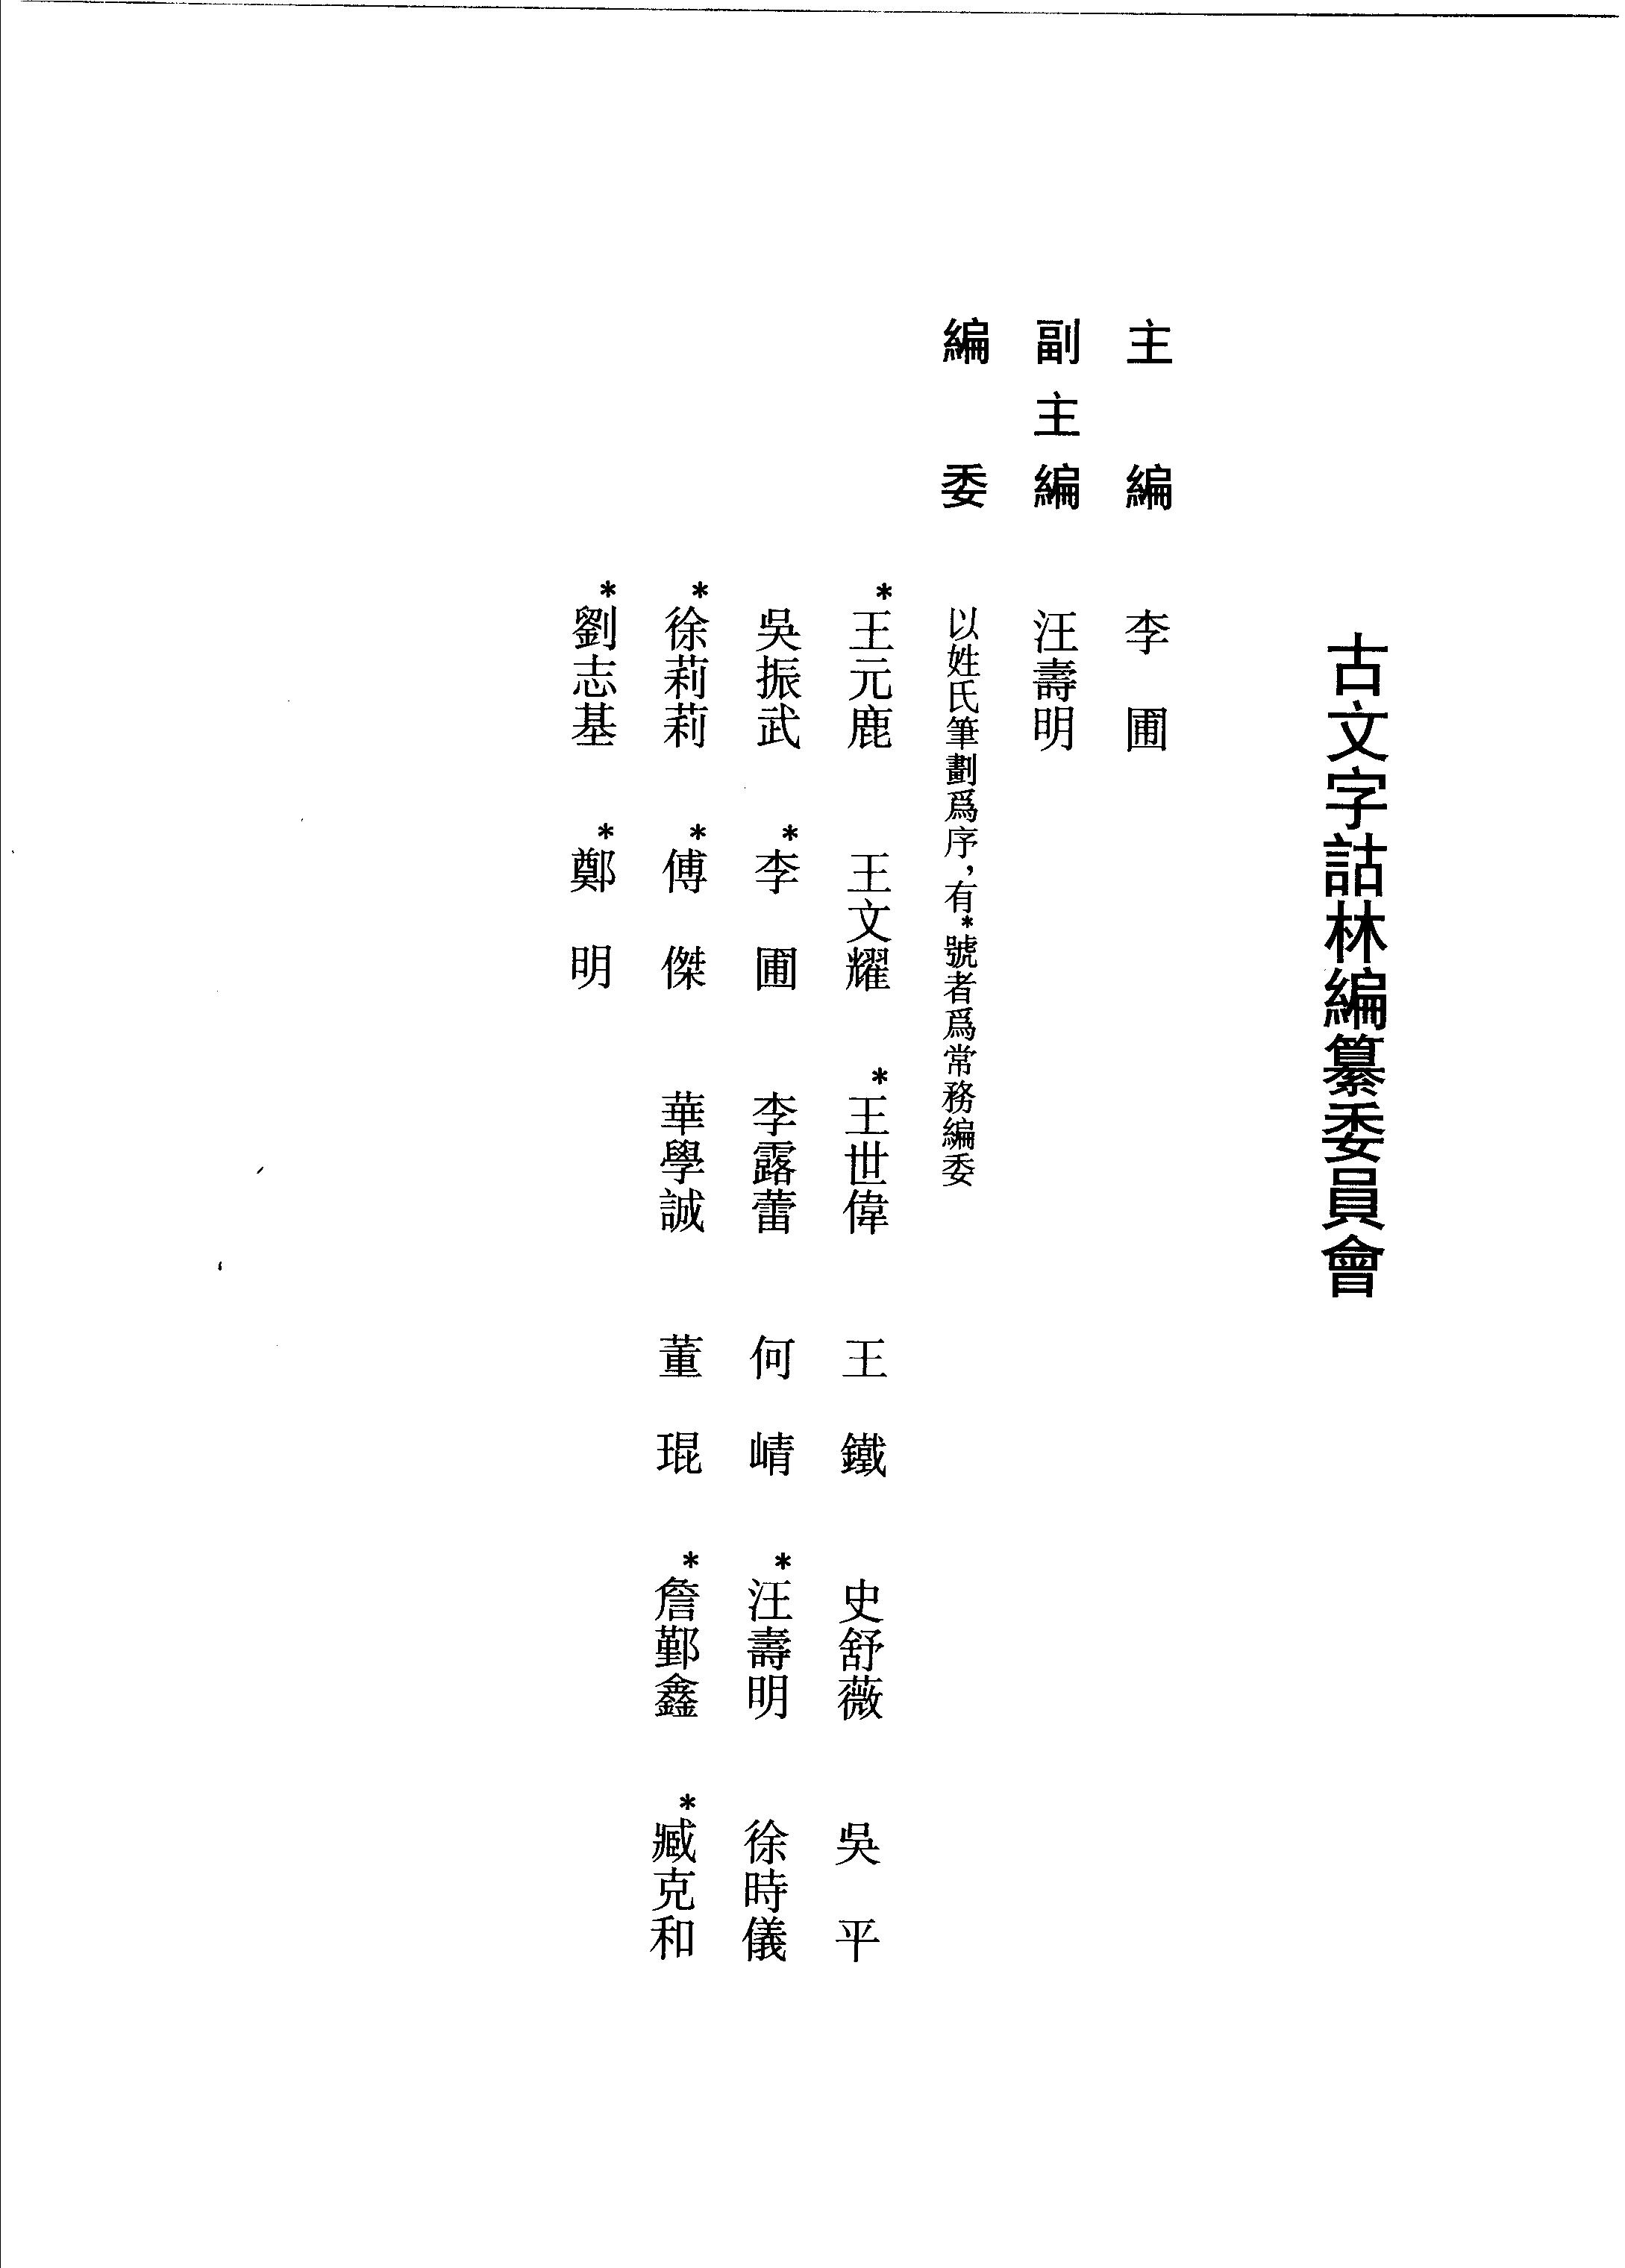 古文字詁林編纂委員會
主編 李圃
副主編 汪壽明
編委 以姓氏筆劃爲序，有*號者爲常務編委
*王元鹿 王文耀 *王世偉 王鐵 史舒薇 吳平
吳振武 *李圃 李露蕾 何崝 *汪壽明 徐時儀
*徐莉莉 *傅傑 華學誠 董琨 *詹鄞鑫 *臧克和
*劉志基 *鄭明